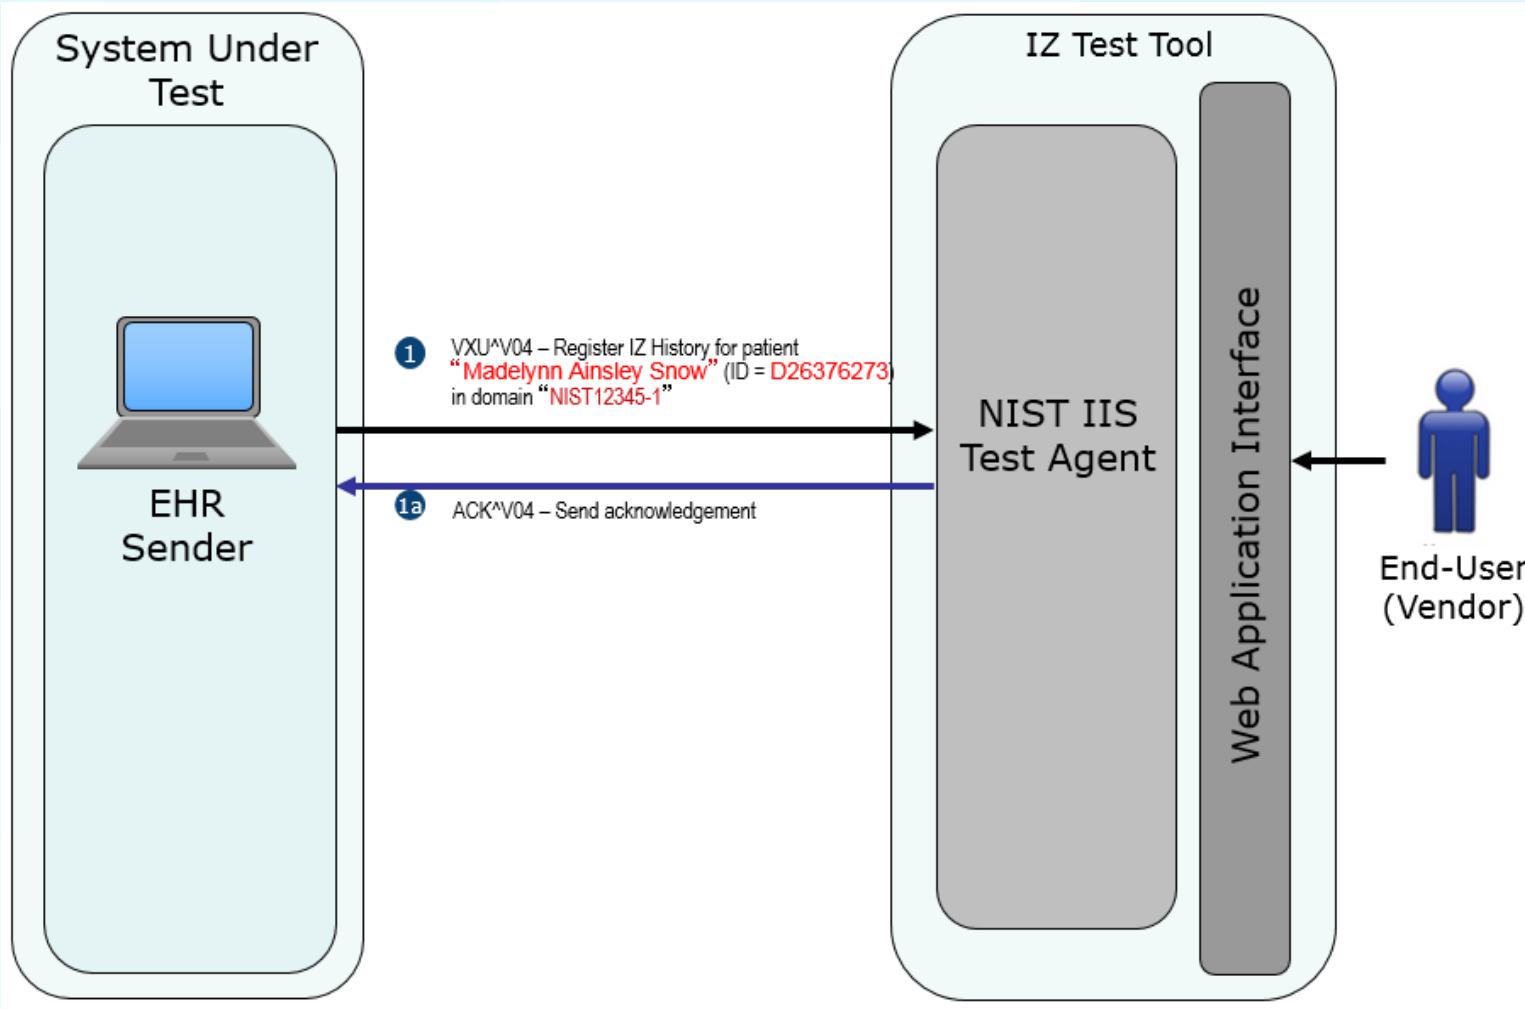 System Under
Test
IZ Test Tool
1
VXU^V04 – Register IZ History for patient
“Madelynn Ainsley Snow” (ID = D26376273)
in domain “NIST12345-1”
1a
ACK^V04 – Send acknowledgement
EHR
Sender
NIST IIS
Test Agent
Web Application Interface
End-User
(Vendor)